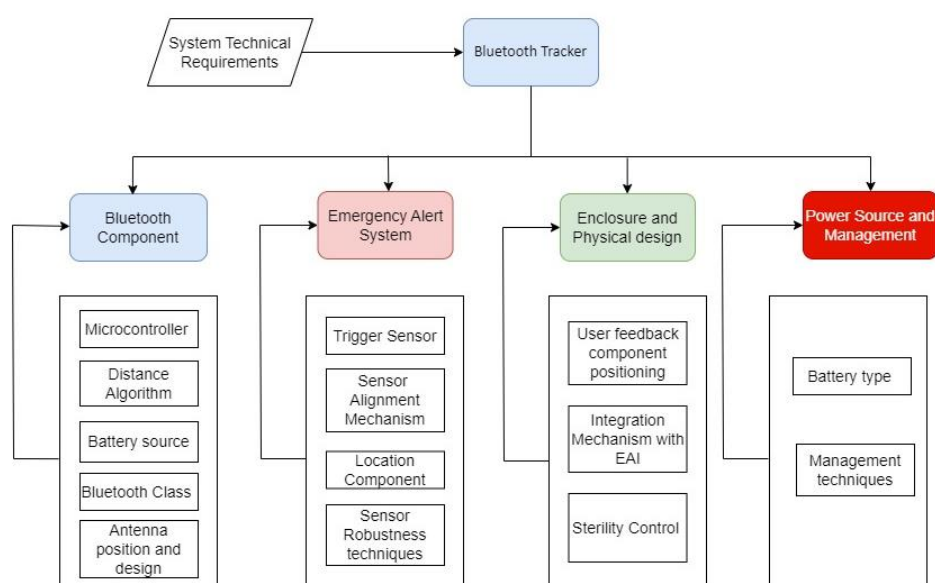 System Technical
Requirements
Bluetooth Tracker
Bluetooth
Component
Emergency Alert
System
Enclosure and
Physical design
Power Source and
Management
Microcontroller
Distance
Algorithm
Battery source
Bluetooth Class
Antenna
position and
design
Trigger Sensor
Sensor
Alignment
Mechanism
Location
Component
Sensor
Robustness
techniques
User feedback
component
positioning
Integration
Mechanism with
EAI
Sterility Control
Battery type
Management
techniques